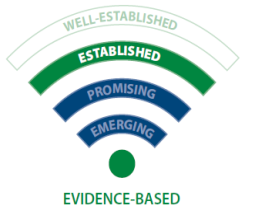 WELL-ESTABLISHED
ESTABLISHED
PROMISING
EMERGING
EVIDENCE-BASED